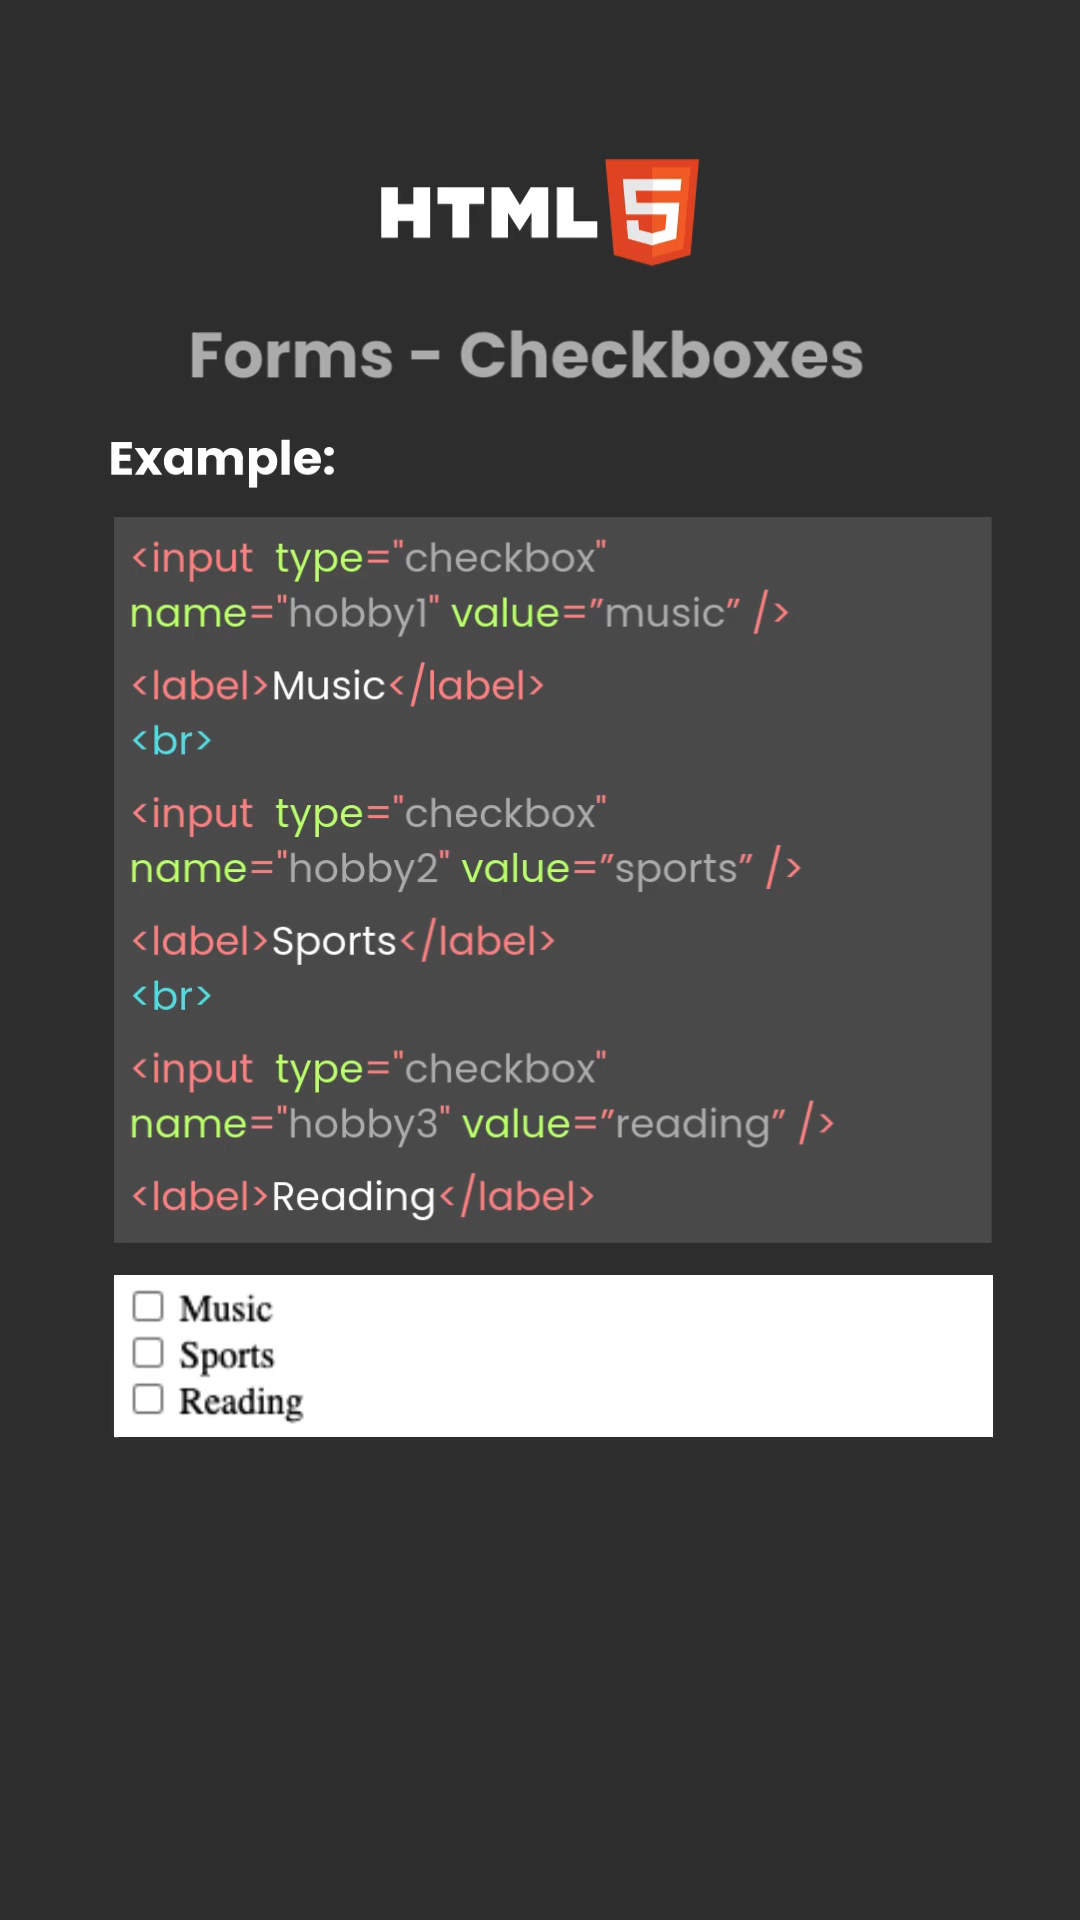 HTML 5
Forms - Checkboxes
Example:
<input  type="checkbox"
name="hobby1" value=”music” />
<label>Music</label>
<br>
<input  type="checkbox"
name="hobby2" value=”sports” />
<label>Sports</label>
<br>
<input  type="checkbox"
name="hobby3" value=”reading” />
<label>Reading</label>
Music
Sports
Reading